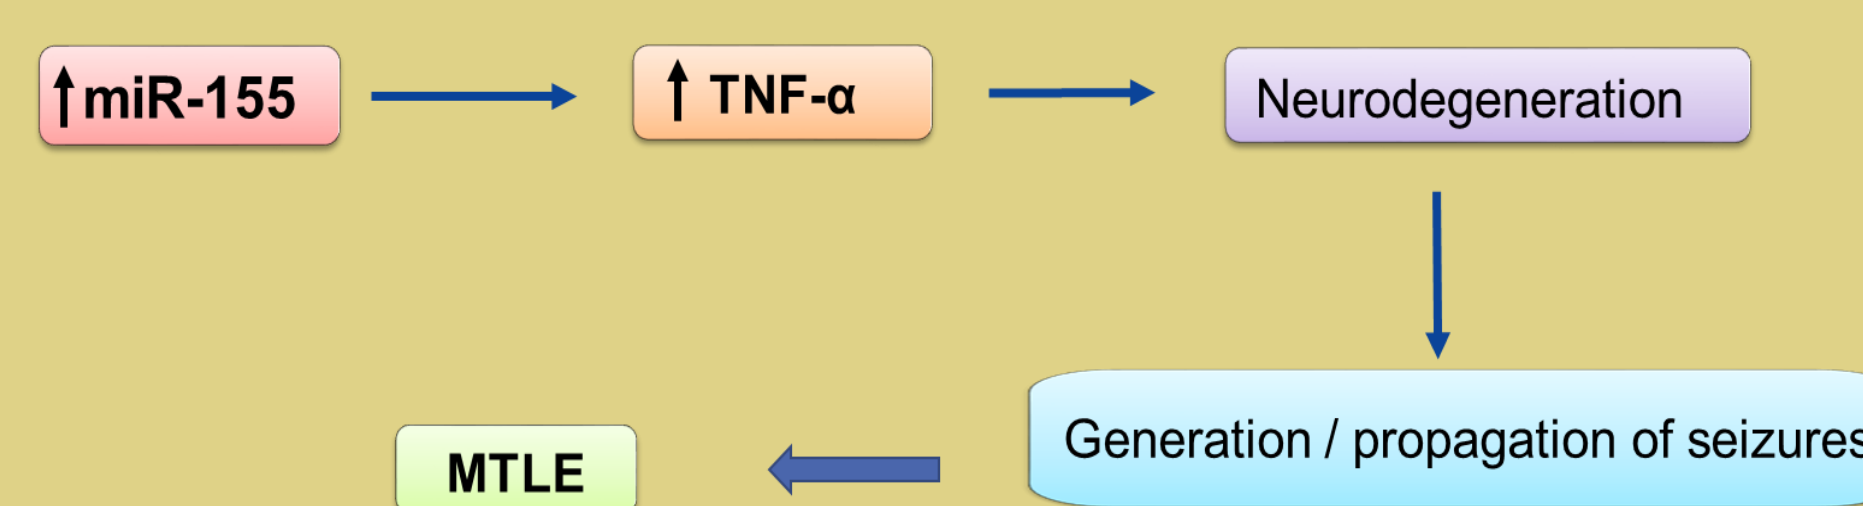 ↑miR-155
↑ TNF-α
Neurodegeneration
Generation / propagation of seizures
MTLE